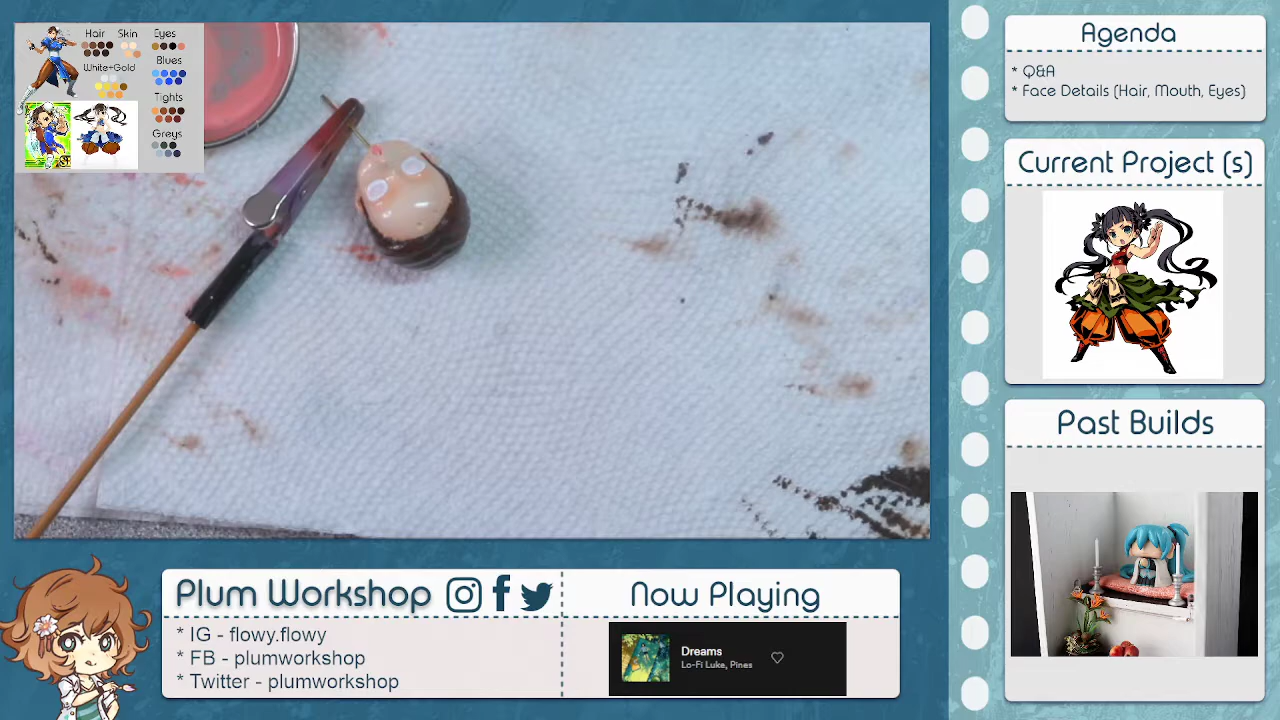 Hair Skin Eyes
White+Gold
Blues
Tights
Greys
Agenda
* Q&A
* Face Details (Hair, Mouth, Eyes)
Current Project (s)
Past Builds
Plum Workshop
* IG - flowy.flowy
* FB - plumworkshop
* Twitter - plumworkshop
Now Playing
Dreams
Lo-Fi Luke, Pines